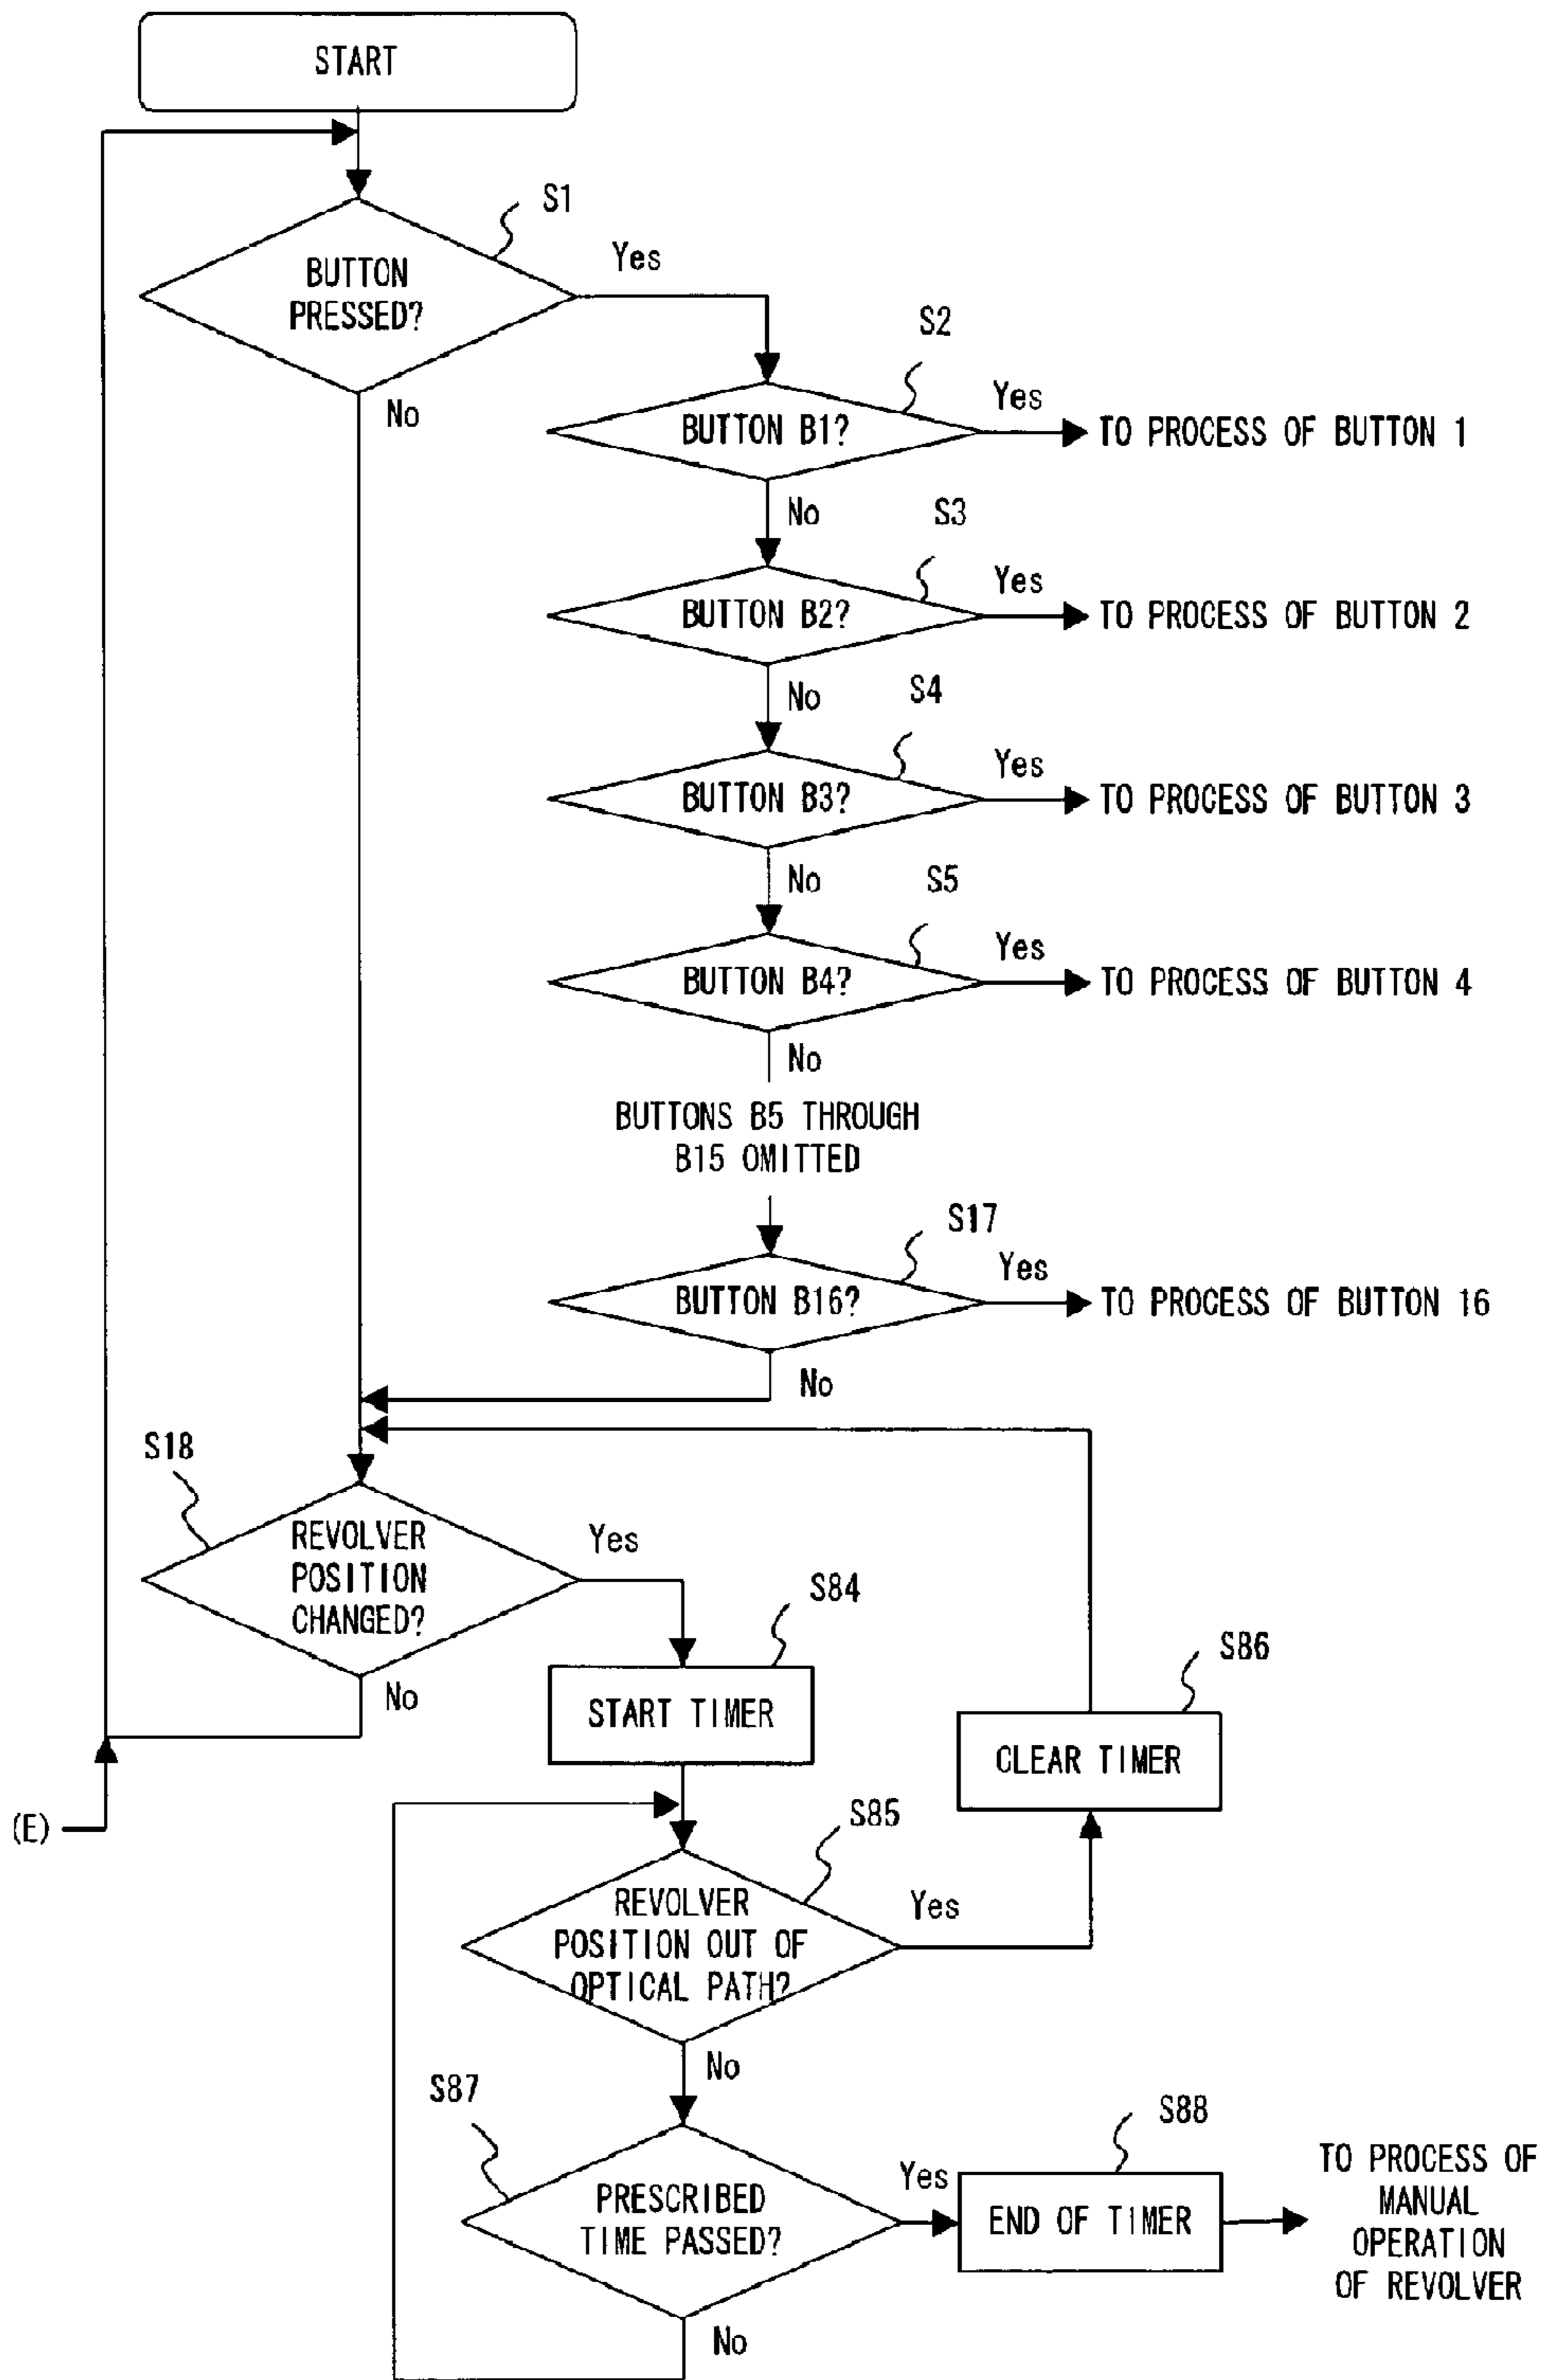 START
S1
BUTTON
PRESSED?
Yes
No
S2
BUTTON B1?
Yes
TO PROCESS OF BUTTON 1
No
S3
BUTTON B2?
Yes
TO PROCESS OF BUTTON 2
No
S4
BUTTON B3?
Yes
TO PROCESS OF BUTTON 3
No
S5
BUTTON B4?
Yes
TO PROCESS OF BUTTON 4
No
BUTTONS B5 THROUGH
B15 OMITTED
S17
BUTTON B16?
Yes
TO PROCESS OF BUTTON 16
No
S18
REVOLVER
POSITION
CHANGED?
Yes
No
S84
START TIMER
S86
CLEAR TIMER
(E)
S85
REVOLVER
POSITION OUT OF
OPTICAL PATH?
Yes
No
S87
PRESCRIBED
TIME PASSED?
Yes
No
S88
END OF TIMER
TO PROCESS OF
MANUAL
OPERATION
OF REVOLVER